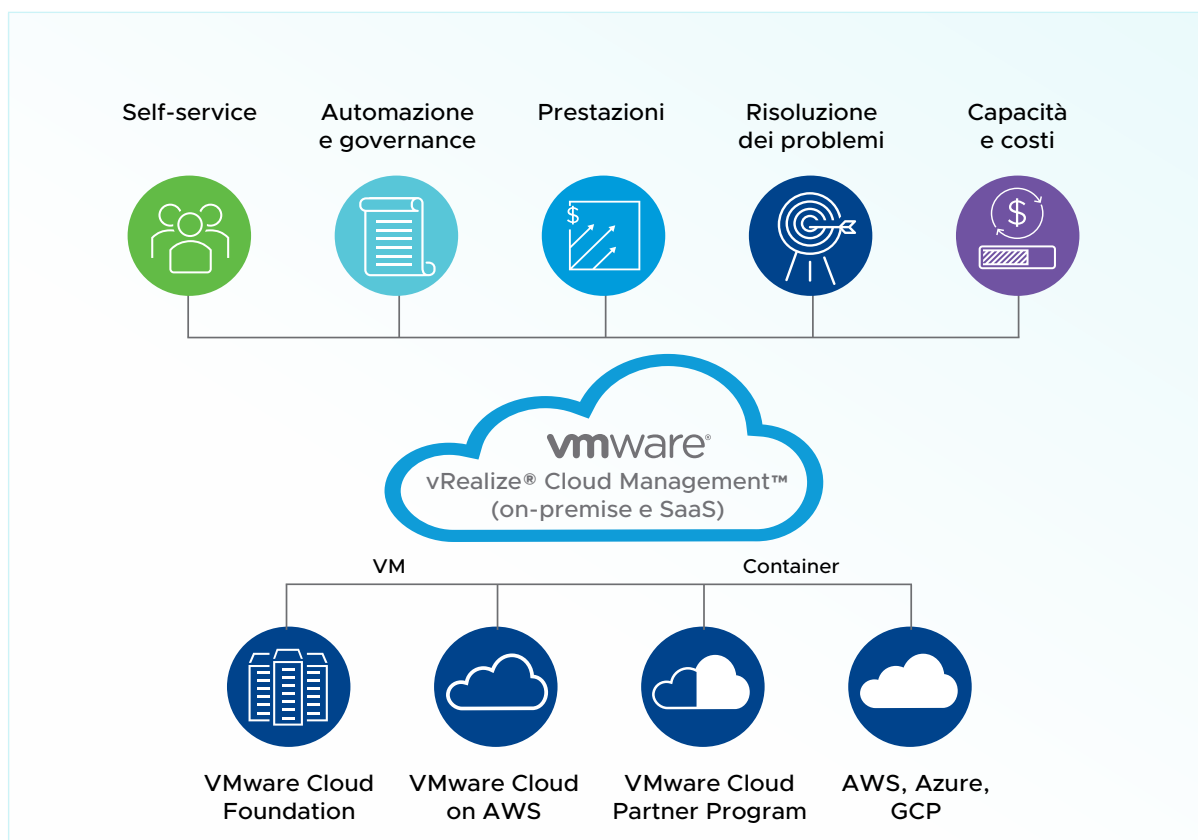 Self-service
Automazione
e governance
Prestazioni
Risoluzione
dei problemi
Capacità
e costi
$
$
vmware®
vRealize® Cloud Management™
(on-premise e SaaS)
VM
Container
VMware Cloud
Foundation
VMware Cloud
on AWS
VMware Cloud
Partner Program
AWS, Azure,
GCP